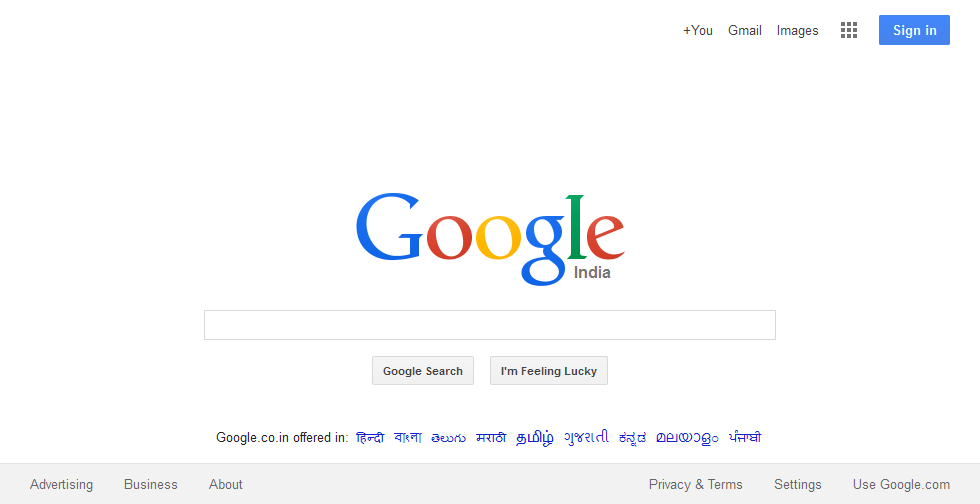 +You Gmail Images Sign in
Google
India
Google Search I'm Feeling Lucky
Google.co.in offered in: हिन्दी বাংলা తెలుగు मराठी தமிழ் ગુજરાતી ಕನ್ನಡ മലയാളം ਪੰਜਾਬੀ
Advertising Business About Privacy & Terms Settings Use Google.com